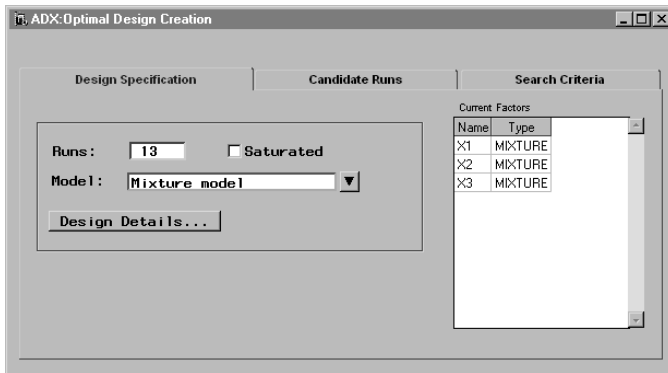 ADX:Optimal Design Creation
Design Specification Candidate Runs Search Criteria
Current Factors
Name Type
X1 MIXTURE
X2 MIXTURE
X3 MIXTURE
Runs: 13 Saturated
Model: Mixture model
Design Details...